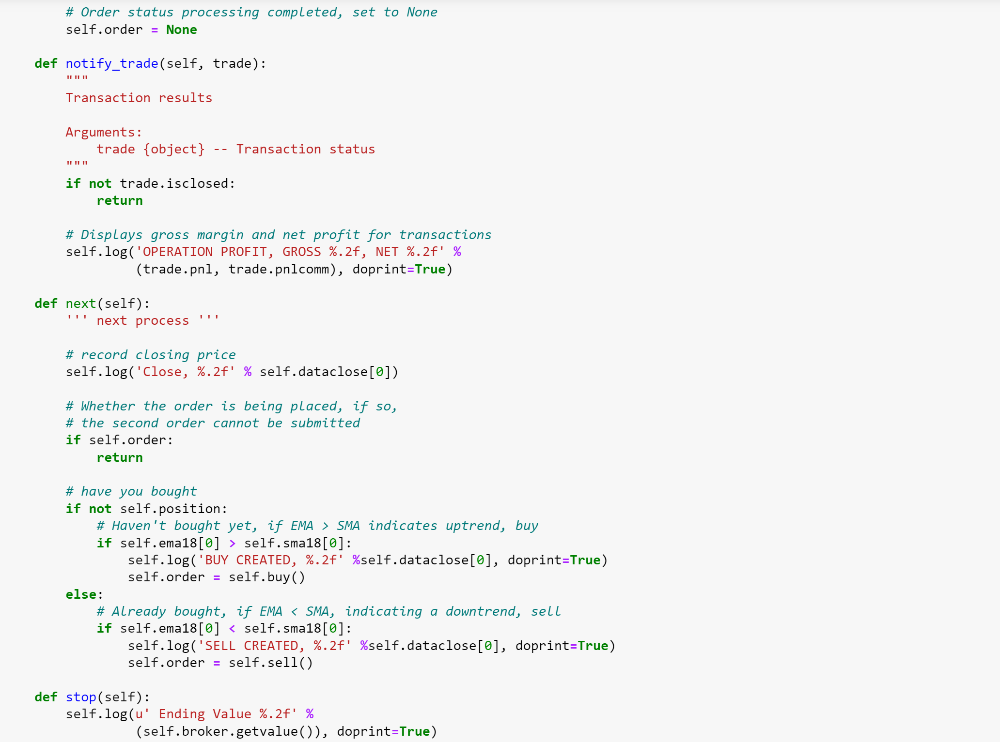 # Order status processing completed, set to None
self.order = None
def notify_trade(self, trade):
"""
Transaction results
Arguments:
trade {object} -- Transaction status
"""
if not trade.isclosed:
return
# Displays gross margin and net profit for transactions
self.log('OPERATION PROFIT, GROSS %.2f, NET %.2f' %
(trade.pnl, trade.pnlcomm), doprint=True)
def next(self):
''' next process '''
# record closing price
self.log('Close, %.2f' % self.dataclose[0])
# Whether the order is being placed, if so,
# the second order cannot be submitted
if self.order:
return
# have you bought
if not self.position:
# Haven't bought yet, if EMA > SMA indicates uptrend, buy
if self.ema18[0] > self.sma18[0]:
self.log('BUY CREATED, %.2f' %self.dataclose[0], doprint=True)
self.order = self.buy()
else:
# Already bought, if EMA < SMA, indicating a downtrend, sell
if self.ema18[0] < self.sma18[0]:
self.log('SELL CREATED, %.2f' %self.dataclose[0], doprint=True)
self.order = self.sell()
def stop(self):
self.log(u' Ending Value %.2f' %
(self.broker.getvalue()), doprint=True)